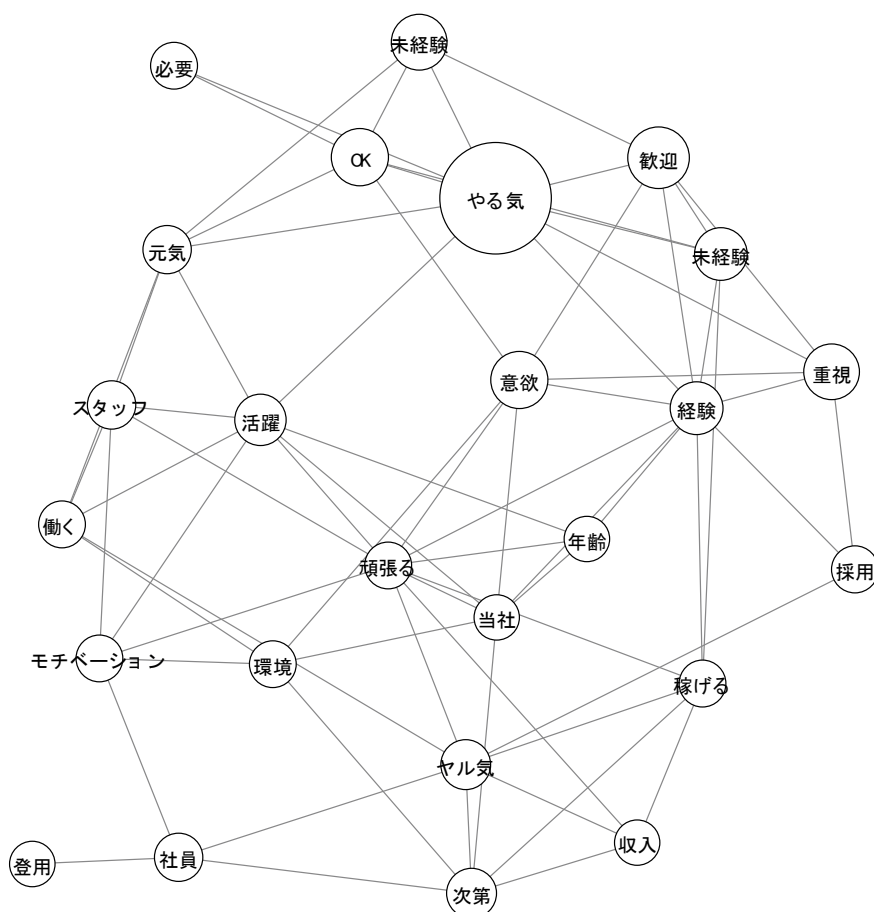 未経験
必要
OK
歓迎
やる気
元気
未経験
重視
意欲
スタッフ
経験
活躍
働く
年齢
頑張る
採用
当社
モチベーション
環境
稼げる
ヤル気
収入
社員
登用
次第